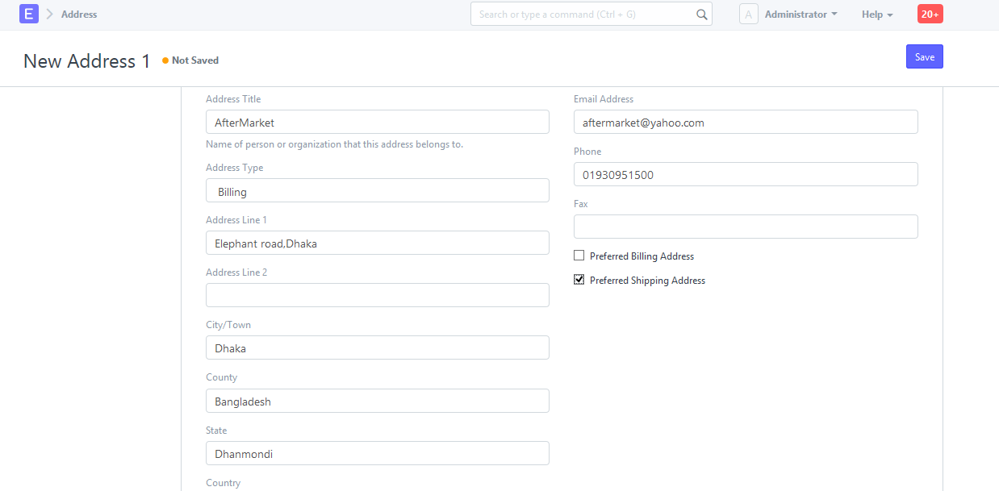 E Address Search or type a command (Ctrl + G) A Administrator Help 20+
New Address 1 Not Saved Save
Address Title
AfterMarket
Name of person or organization that this address belongs to.
Address Type
Billing
Address Line 1
Elephant road,Dhaka
Address Line 2
City/Town
Dhaka
County
Bangladesh
State
Dhanmondi
Country
Email Address
aftermarket@yahoo.com
Phone
01930951500
Fax
Preferred Billing Address
Preferred Shipping Address